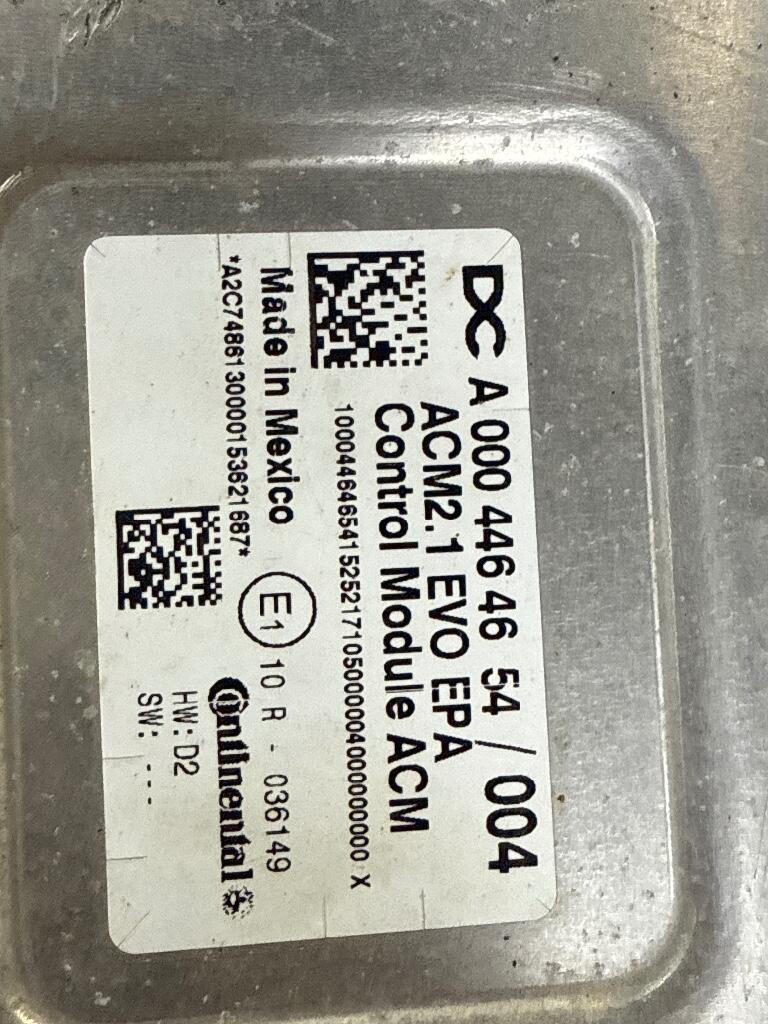 DC A 000 446 46 54 / 004
ACM2.1 EVO EPA
Control Module ACM
10004464654152521710500000400000000 X
Made in Mexico E1 10 R - 036149
*A2C7486130000153621687*
Continental
HW: D2
SW: ---